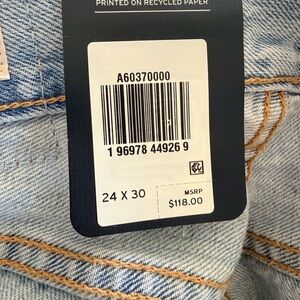 PRINTED ON RECYCLED PAPER
A60370000
1 96978 44926 9
24 X 30
MSRP
$118.00